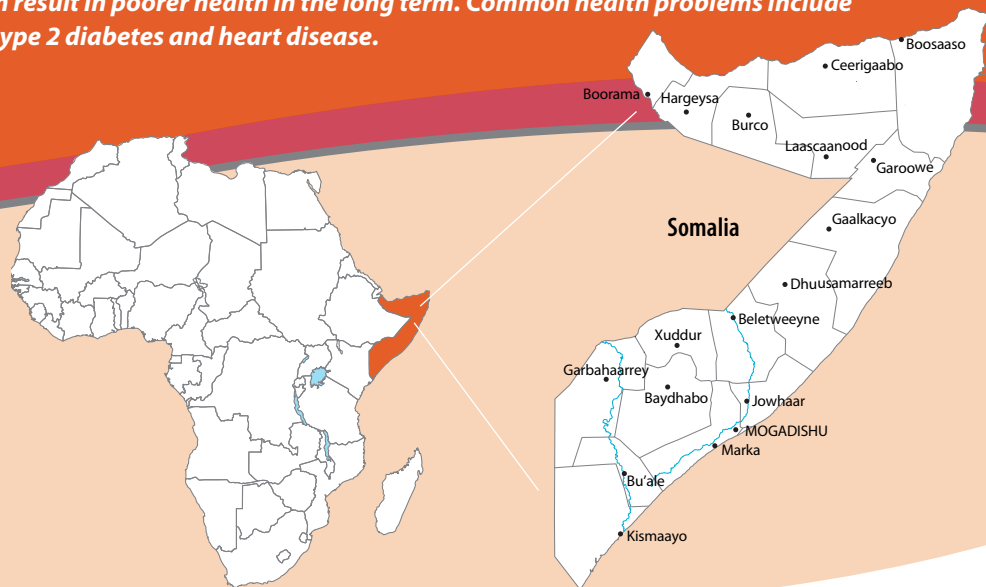 result in poorer health in the long term. Common health problems include
ype 2 diabetes and heart disease.
Boosaaso
Ceerigaabo
Boorama
Hargeysa
Burco
Laascaanood
Garoowe
Somalia
Gaalkacyo
Dhuusamarreeb
Beletweeyne
Xuddur
Garbahaarrey
Baydhabo
Jowhaar
MOGADISHU
Marka
Bu'ale
Kismaayo